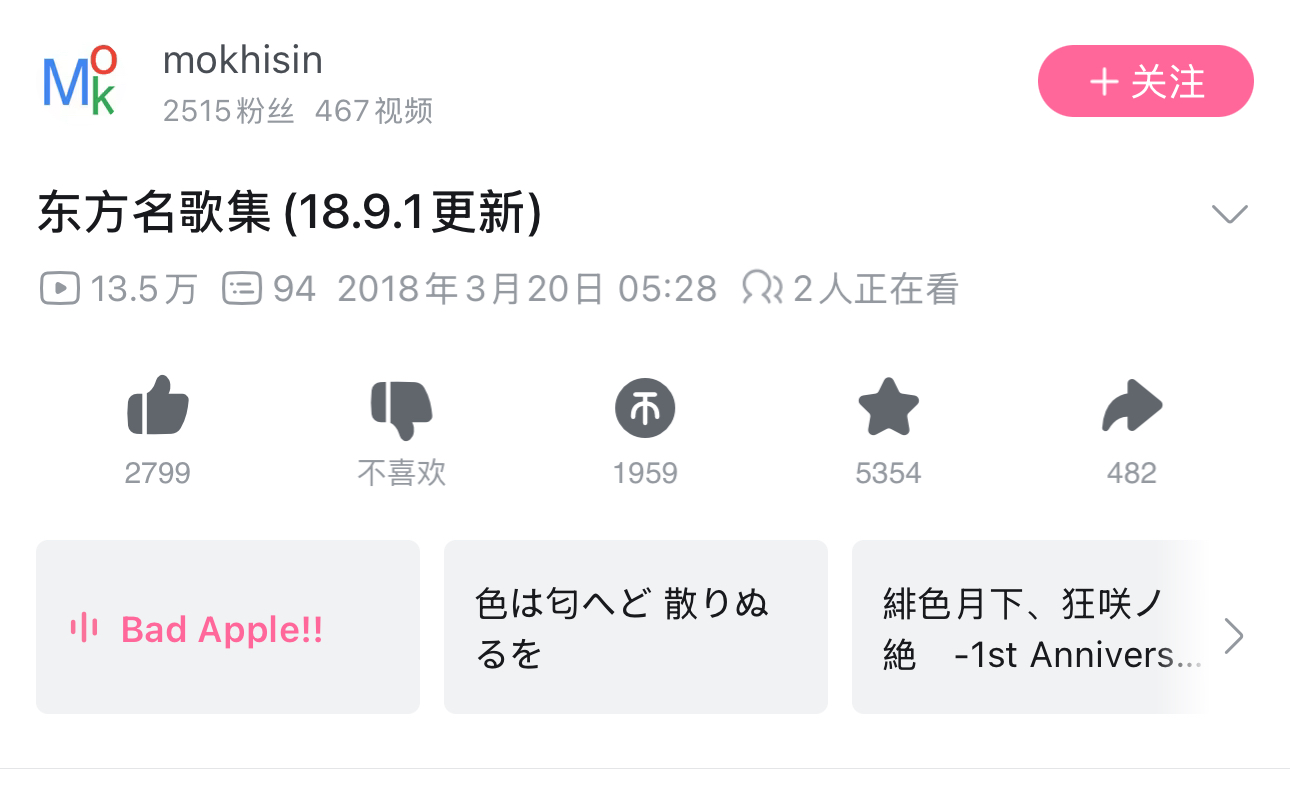 MOk
mokhisin
2515粉丝 467视频
+ 关注
东方名歌集 (18.9.1更新)
13.5万 94 2018年3月20日 05:28 2人正在看
2799 不喜欢 1959 5354 482
Bad Apple!!
色は匂へど 散りぬ
るを
緋色月下、狂咲ノ
絶　-1st Annivers...